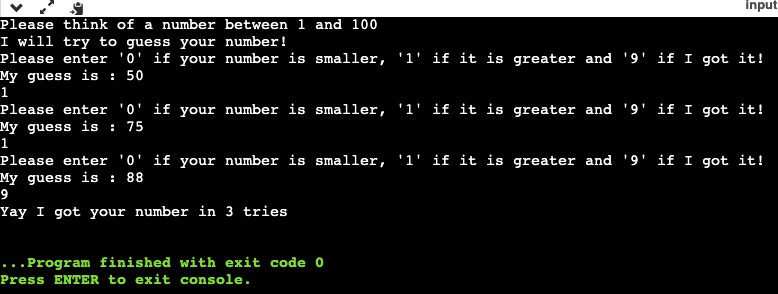 input
Please think of a number between 1 and 100
I will try to guess your number!
Please enter '0' if your number is smaller, '1' if it is greater and '9' if I got it!
My guess is : 50
1
Please enter '0' if your number is smaller, '1' if it is greater and '9' if I got it!
My guess is : 75
1
Please enter '0' if your number is smaller, '1' if it is greater and '9' if I got it!
My guess is : 88
9
Yay I got your number in 3 tries
...Program finished with exit code 0
Press ENTER to exit console.